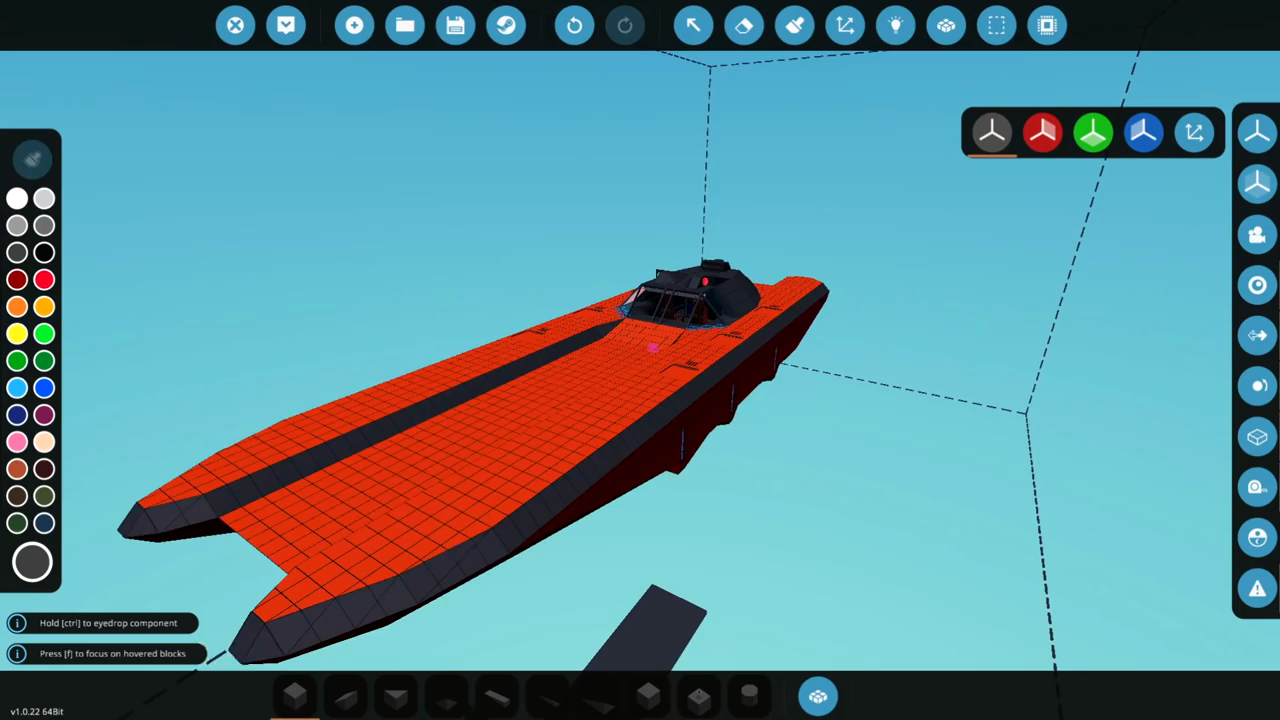 Hold [ctrl] to eyedrop component
Press [f] to focus on hovered blocks
v1.0.22 64Bit